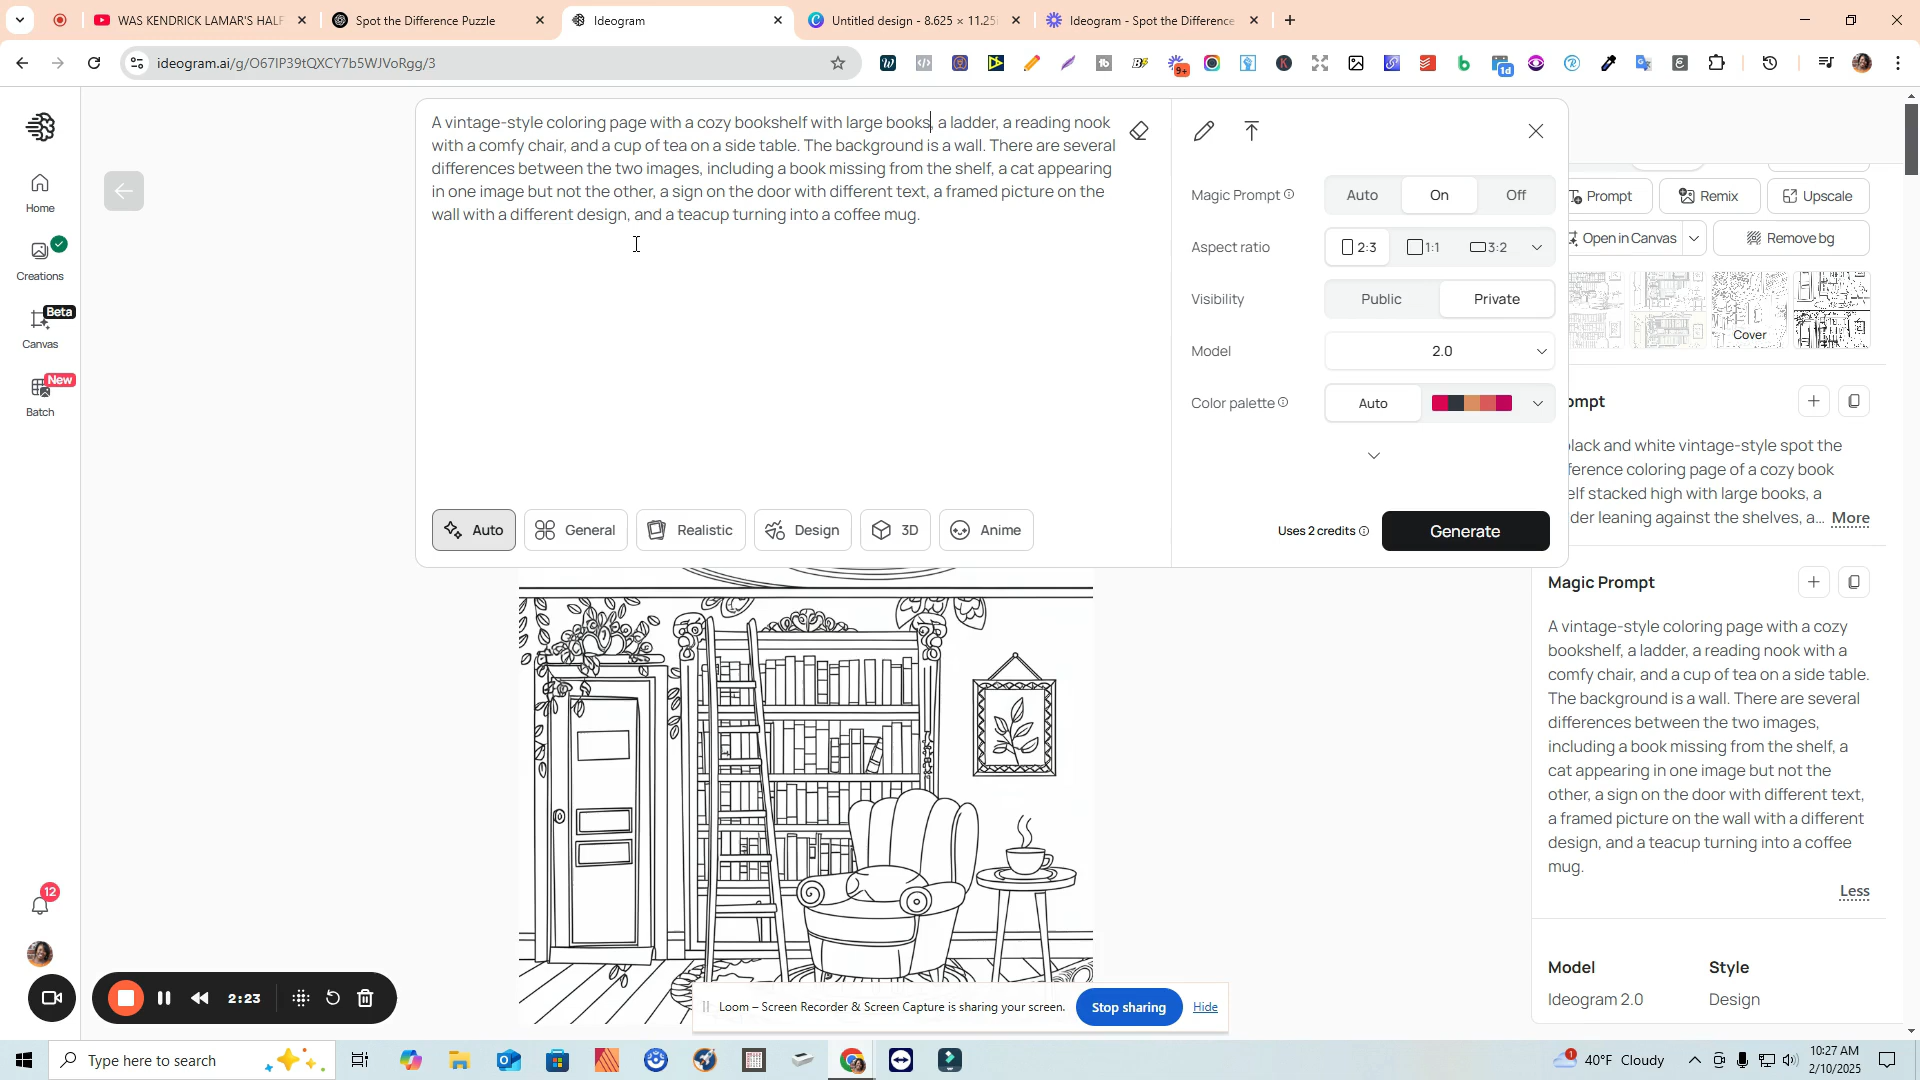 WAS KENDRICK LAMAR'S HALF
Spot the Difference Puzzle
Ideogram
Untitled design - 8.625 × 11.25
Ideogram - Spot the Difference
ideogram.ai/g/O67IP39tQXCY7b5WJVoRgg/3
9+
1d
Home
Creations
Beta
Canvas
New
Batch
12
A vintage-style coloring page with a cozy bookshelf with large books, a ladder, a reading nook
with a comfy chair, and a cup of tea on a side table. The background is a wall. There are several
differences between the two images, including a book missing from the shelf, a cat appearing
in one image but not the other, a sign on the door with different text, a framed picture on the
wall with a different design, and a teacup turning into a coffee mug.
Auto
General
Realistic
Design
3D
Anime
Magic Prompt
Auto
On
Off
Aspect ratio
2:3
1:1
3:2
Visibility
Public
Private
Model
2.0
Color palette
Auto
Uses 2 credits
Generate
Prompt
Remix
Upscale
Open in Canvas
Remove bg
Cover
ompt
lack and white vintage-style spot the
ference coloring page of a cozy book
elf stacked high with large books, a
der leaning against the shelves, a... More
Magic Prompt
A vintage-style coloring page with a cozy
bookshelf, a ladder, a reading nook with a
comfy chair, and a cup of tea on a side table.
The background is a wall. There are several
differences between the two images,
including a book missing from the shelf, a
cat appearing in one image but not the
other, a sign on the door with different text,
a framed picture on the wall with a different
design, and a teacup turning into a coffee
mug.
Less
Model
Style
Ideogram 2.0
Design
2:23
Loom – Screen Recorder & Screen Capture is sharing your screen.
Stop sharing
Hide
Type here to search
1
40°F Cloudy
10:27 AM
2/10/2025